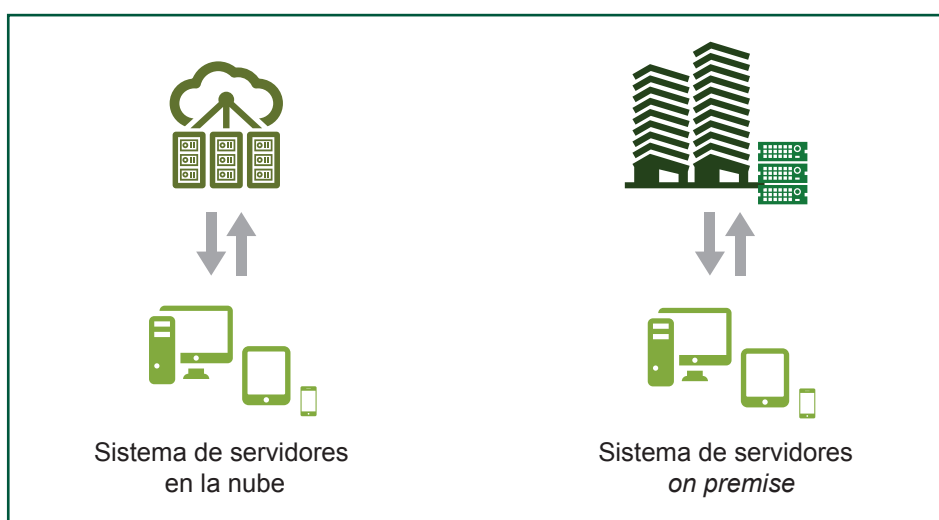 Sistema de servidores
en la nube
Sistema de servidores
on premise